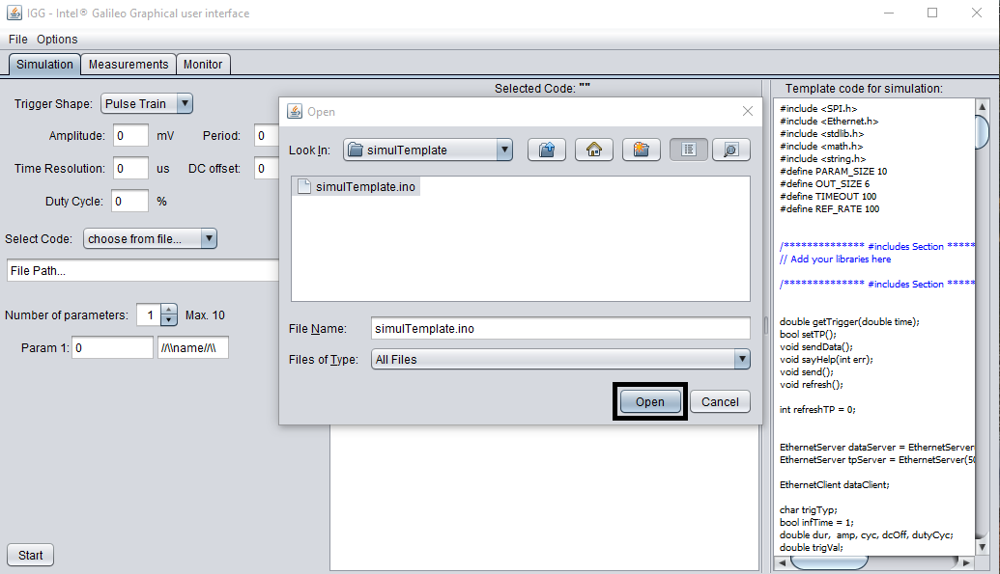 IGG - Intel® Galileo Graphical user interface
File Options
Simulation Measurements Monitor
Trigger Shape: Pulse Train
Amplitude: 0 mV Period: 0
Time Resolution: 0 us DC offset: 0
Duty Cycle: 0 %
Select Code: choose from file...
File Path...
Number of parameters: 1 Max. 10
Param 1: 0 //\\name//\\
Start
Selected Code: ""
Open
Look In: simulTemplate
simulTemplate.ino
File Name: simulTemplate.ino
Files of Type: All Files
Open Cancel
Template code for simulation:
#include <SPI.h>
#include <Ethernet.h>
#include <stdlib.h>
#include <math.h>
#include <string.h>
#define PARAM_SIZE 10
#define OUT_SIZE 6
#define TIMEOUT 100
#define REF_RATE 100
/************** #includes Section *****
// Add your libraries here
/************** #includes Section *****
double getTrigger(double time);
bool setTP();
void sendData();
void sayHelp(int err);
void send();
void refresh();
int refreshTP = 0;
EthernetServer dataServer = EthernetServer(
EthernetServer tpServer = EthernetServer(50
EthernetClient dataClient;
char trigTyp;
bool infTime = 1;
double dur, amp, cyc, dcOff, dutyCyc;
double trigVal;